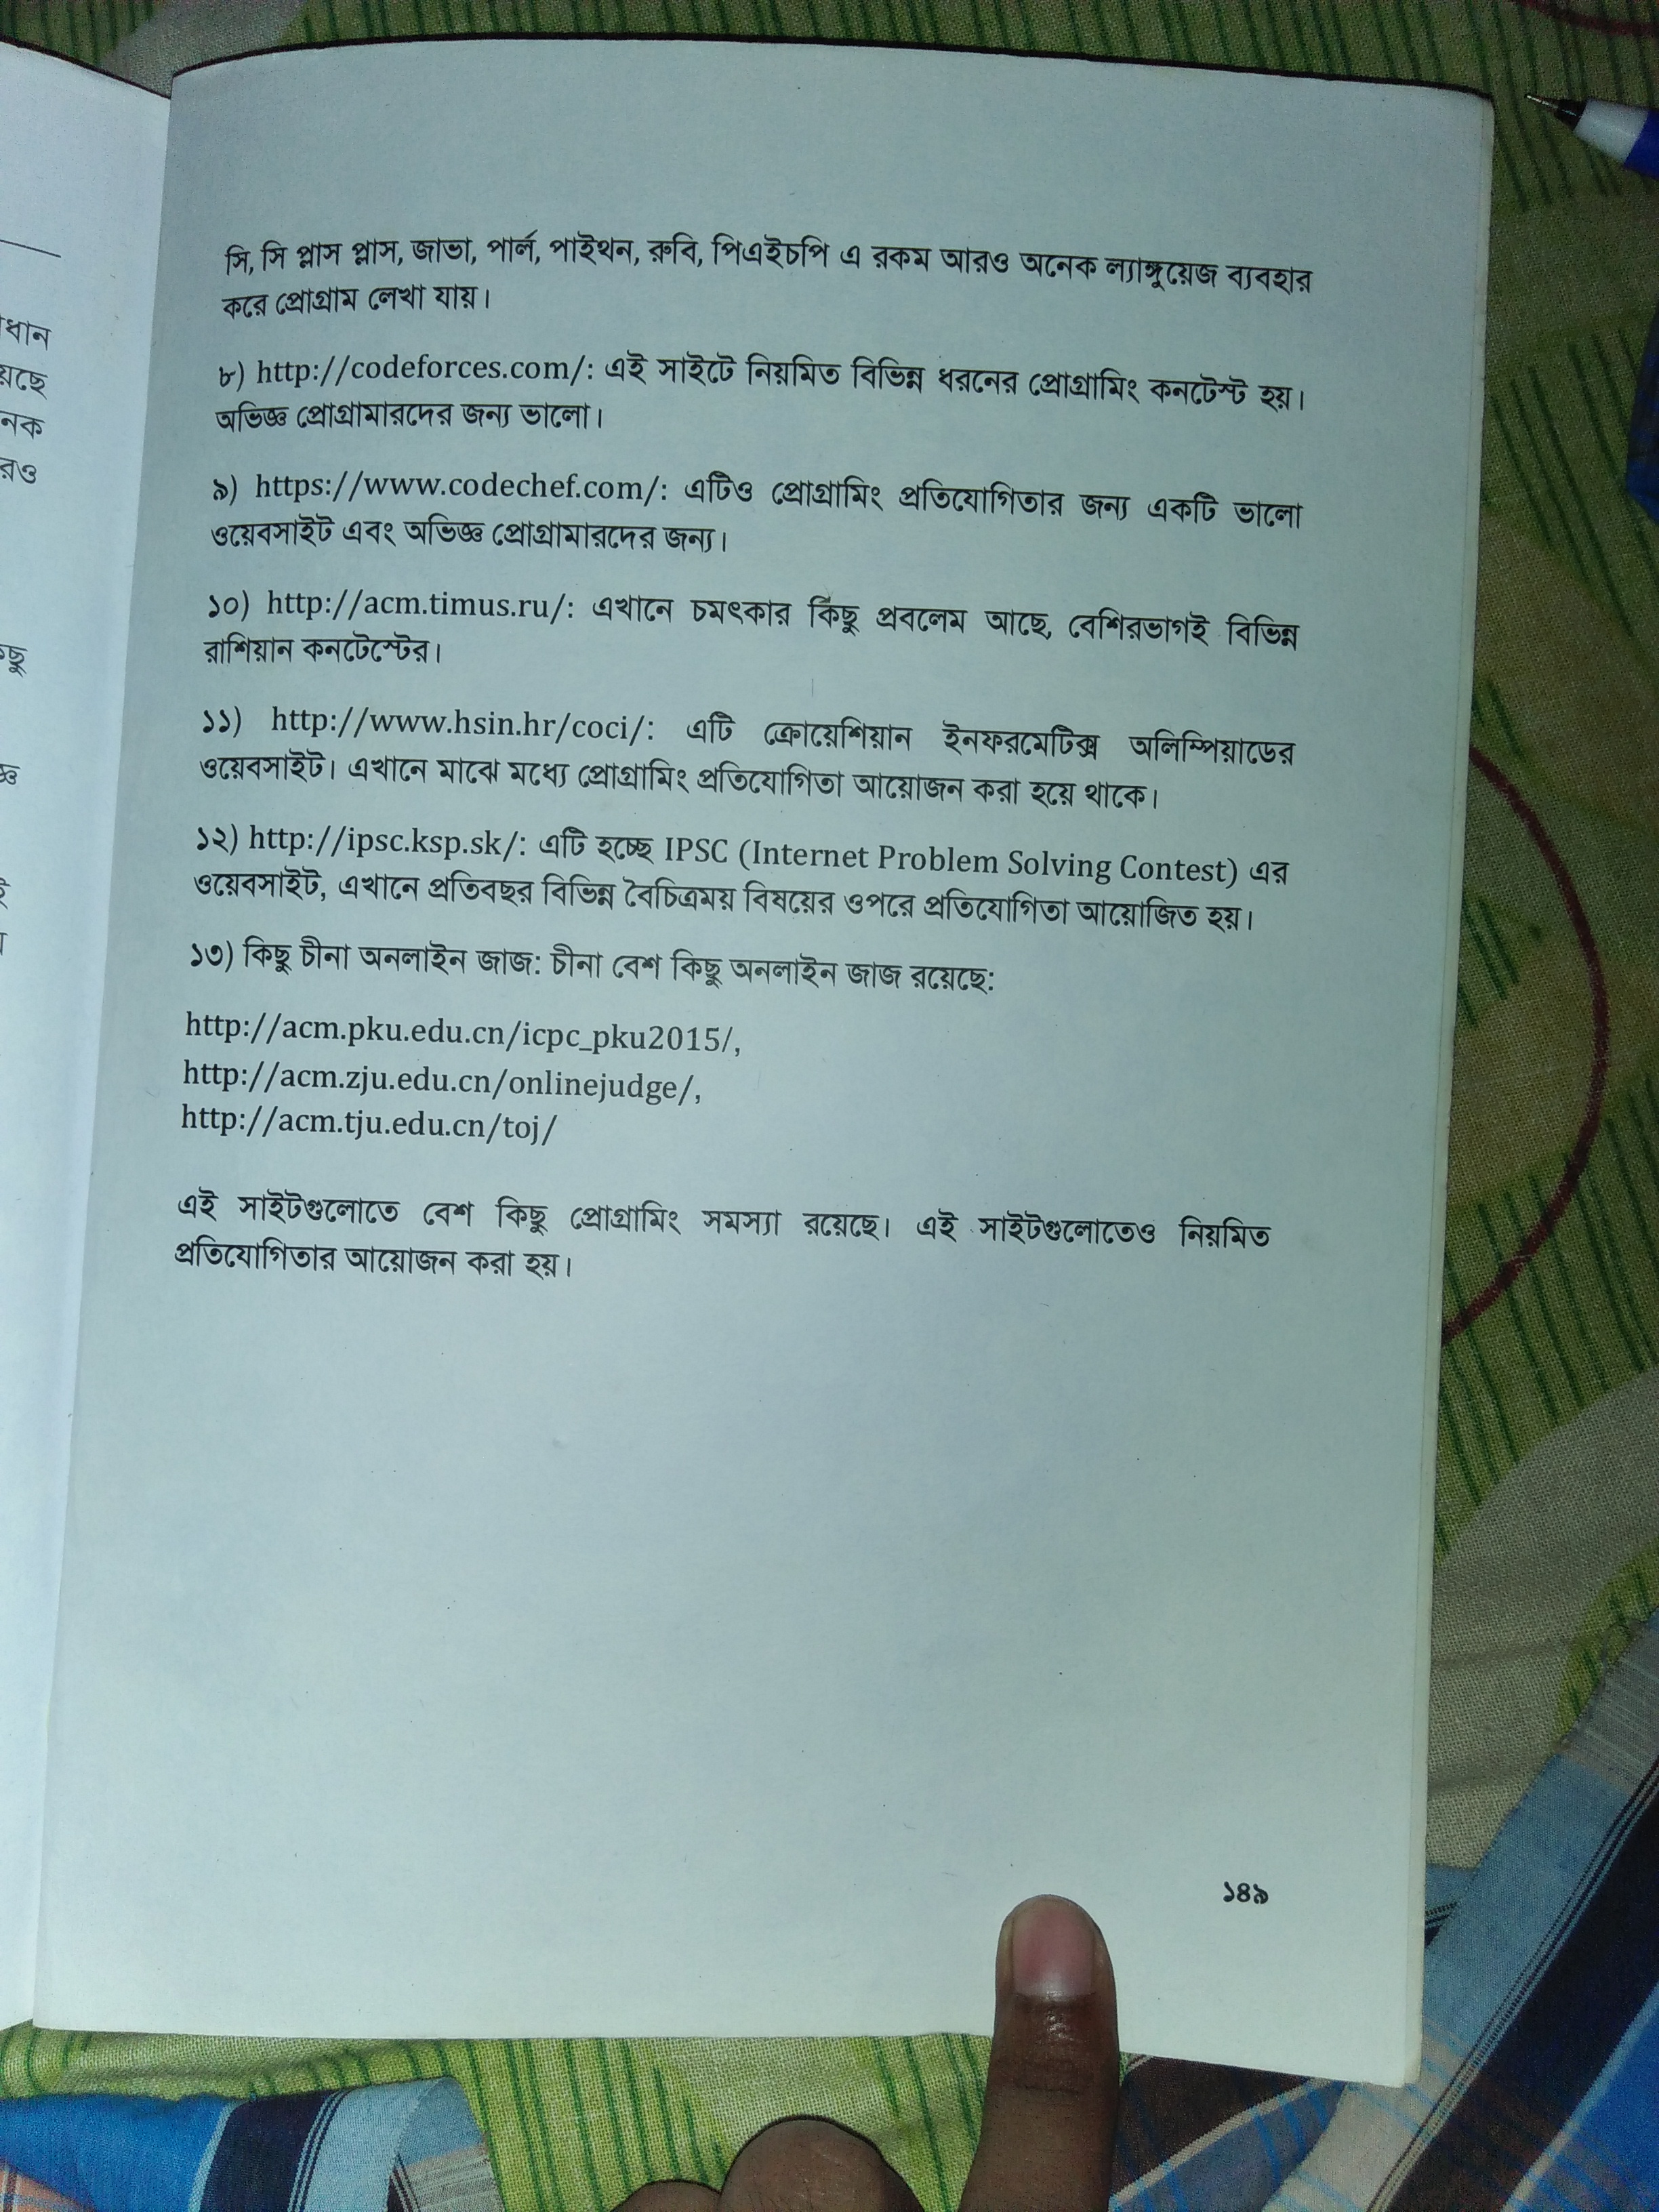 সি, সি প্লাস প্লাস, জাভা, পার্ল, পাইথন, রুবি, পিএইচপি এ রকম আরও অনেক ল্যাঙ্গুয়েজ ব্যবহার
করে প্রোগ্রাম লেখা যায়।
৮) http://codeforces.com/: এই সাইটে নিয়মিত বিভিন্ন ধরনের প্রোগ্রামিং কনটেস্ট হয়।
অভিজ্ঞ প্রোগ্রামারদের জন্য ভালো।
৯) https://www.codechef.com/: এটিও প্রোগ্রামিং প্রতিযোগিতার জন্য একটি ভালো
ওয়েবসাইট এবং অভিজ্ঞ প্রোগ্রামারদের জন্য।
১০) http://acm.timus.ru/: এখানে চমৎকার কিছু প্রবলেম আছে, বেশিরভাগই বিভিন্ন
রাশিয়ান কনটেস্টের।
১১) http://www.hsin.hr/coci/: এটি ক্রোয়েশিয়ান ইনফরমেটিক্স অলিম্পিয়াডের
ওয়েবসাইট। এখানে মাঝে মধ্যে প্রোগ্রামিং প্রতিযোগিতা আয়োজন করা হয়ে থাকে।
১২) http://ipsc.ksp.sk/: এটি হচ্ছে IPSC (Internet Problem Solving Contest) এর
ওয়েবসাইট, এখানে প্রতিবছর বিভিন্ন বৈচিত্রময় বিষয়ের ওপরে প্রতিযোগিতা আয়োজিত হয়।
১৩) কিছু চীনা অনলাইন জাজ: চীনা বেশ কিছু অনলাইন জাজ রয়েছে:
http://acm.pku.edu.cn/icpc_pku2015/,
http://acm.zju.edu.cn/onlinejudge/,
http://acm.tju.edu.cn/toj/
এই সাইটগুলোতে বেশ কিছু প্রোগ্রামিং সমস্যা রয়েছে। এই সাইটগুলোতেও নিয়মিত
প্রতিযোগিতার আয়োজন করা হয়।
১৪৯